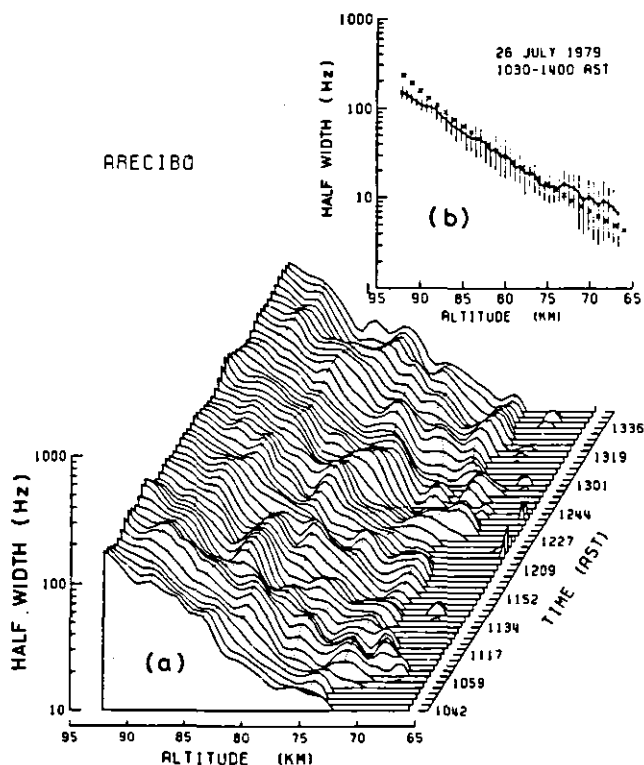 1000
26 JULY 1979
1030-1400 AST
HALF WIDTH (Hz)
100
10
1
(b)
95 90 85 80 75 70 65
ALTITUDE (KM)
ARECIBO
1000
HALF WIDTH (Hz)
100
10
(a)
1336
1319
1301
1244
1227
1209
1152
1134
1117
1059
1042
TIME (AST)
95 90 85 80 75 70 65
ALTITUDE (KM)